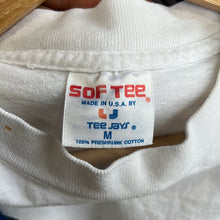 SOF TEE®
MADE IN U.S.A. BY
TEE JAYS®
M
100% PRESHRUNK COTTON